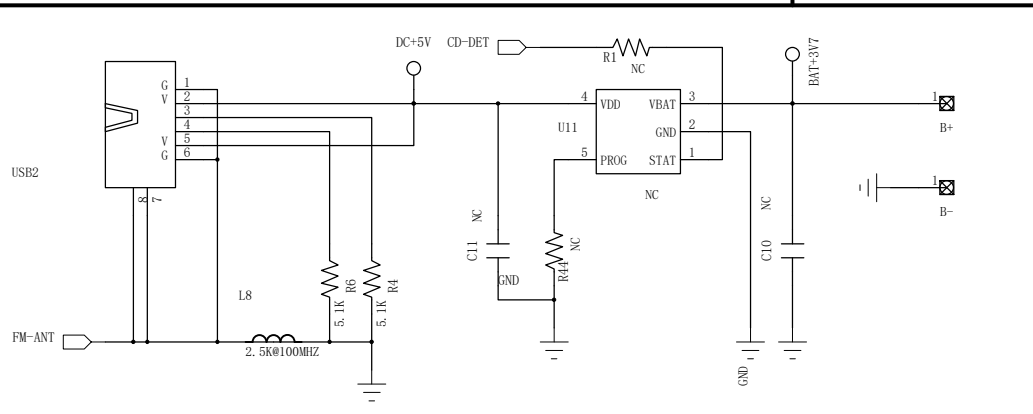 DC+5V
CD-DET
R1
NC
BAT+3V7
G 1
V 2
3
4
V 5
G 6
USB2
8
7
4 VDD
VBAT 3
U11
GND 2
5 PROG
STAT 1
NC
1
B+
1
B-
NC
C11
GND
NC
R44
NC
C10
L8
R6
5.1K
R4
5.1K
FM-ANT
2.5K@100MHZ
GND